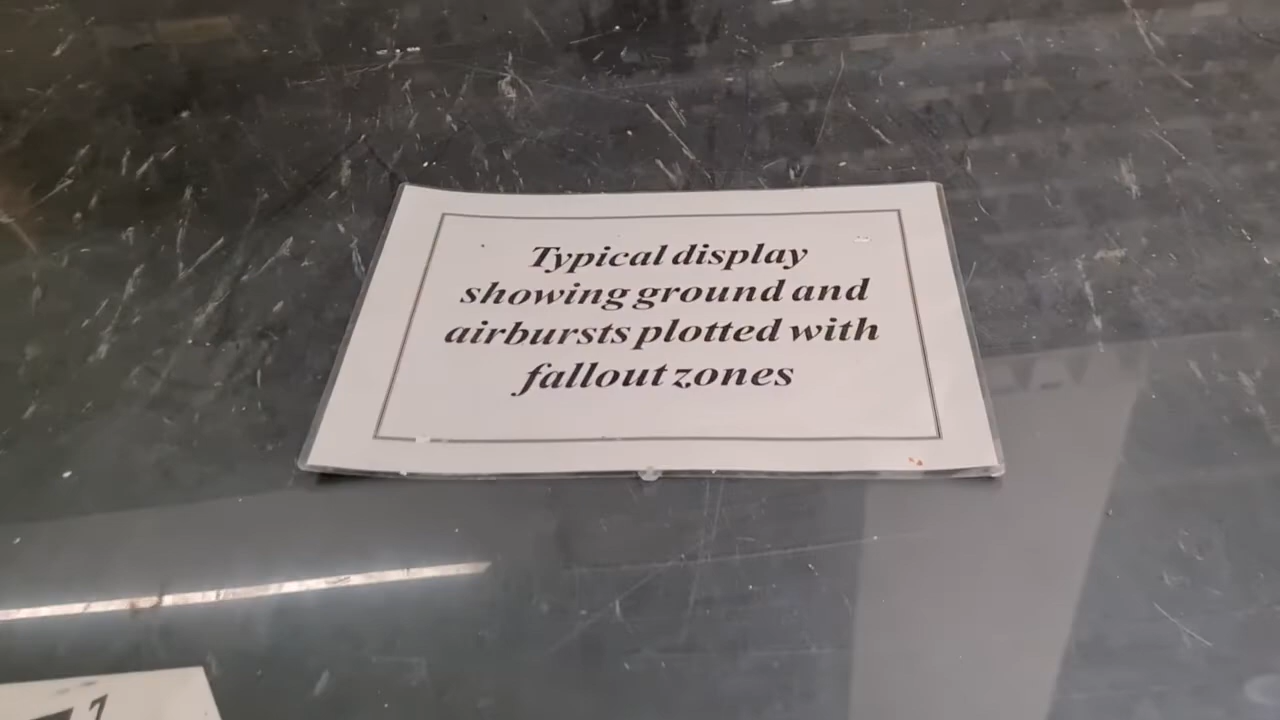 Typical display
showing ground and
airbursts plotted with
fallout zones